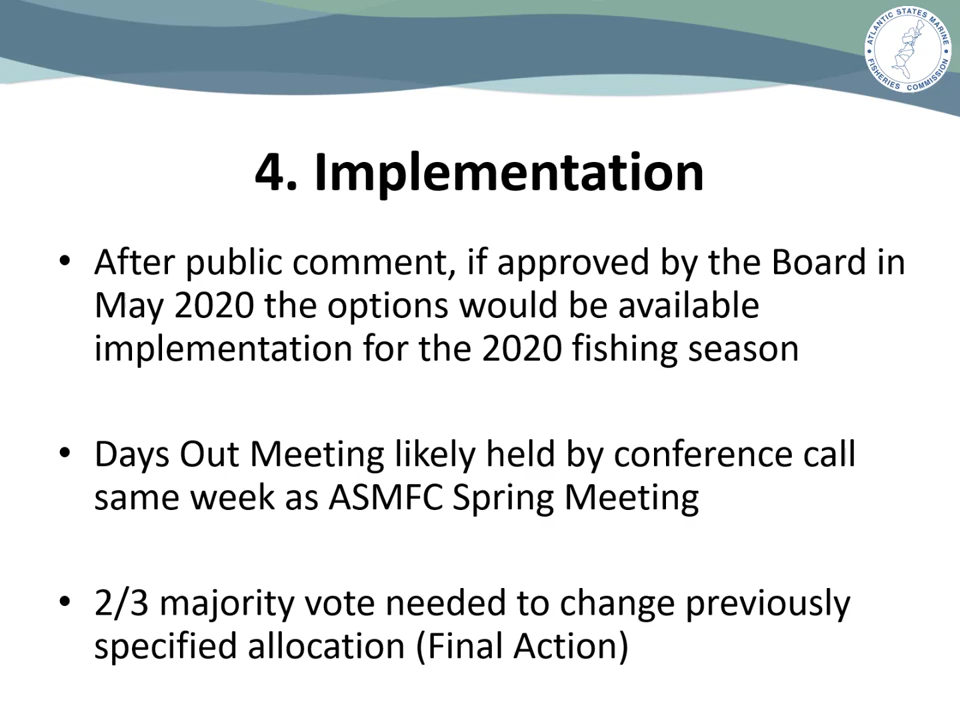 ATLANTIC STATES MARINE
FISHERIES COMMISSION
4. Implementation
• After public comment, if approved by the Board in
May 2020 the options would be available
implementation for the 2020 fishing season
• Days Out Meeting likely held by conference call
same week as ASMFC Spring Meeting
• 2/3 majority vote needed to change previously
specified allocation (Final Action)